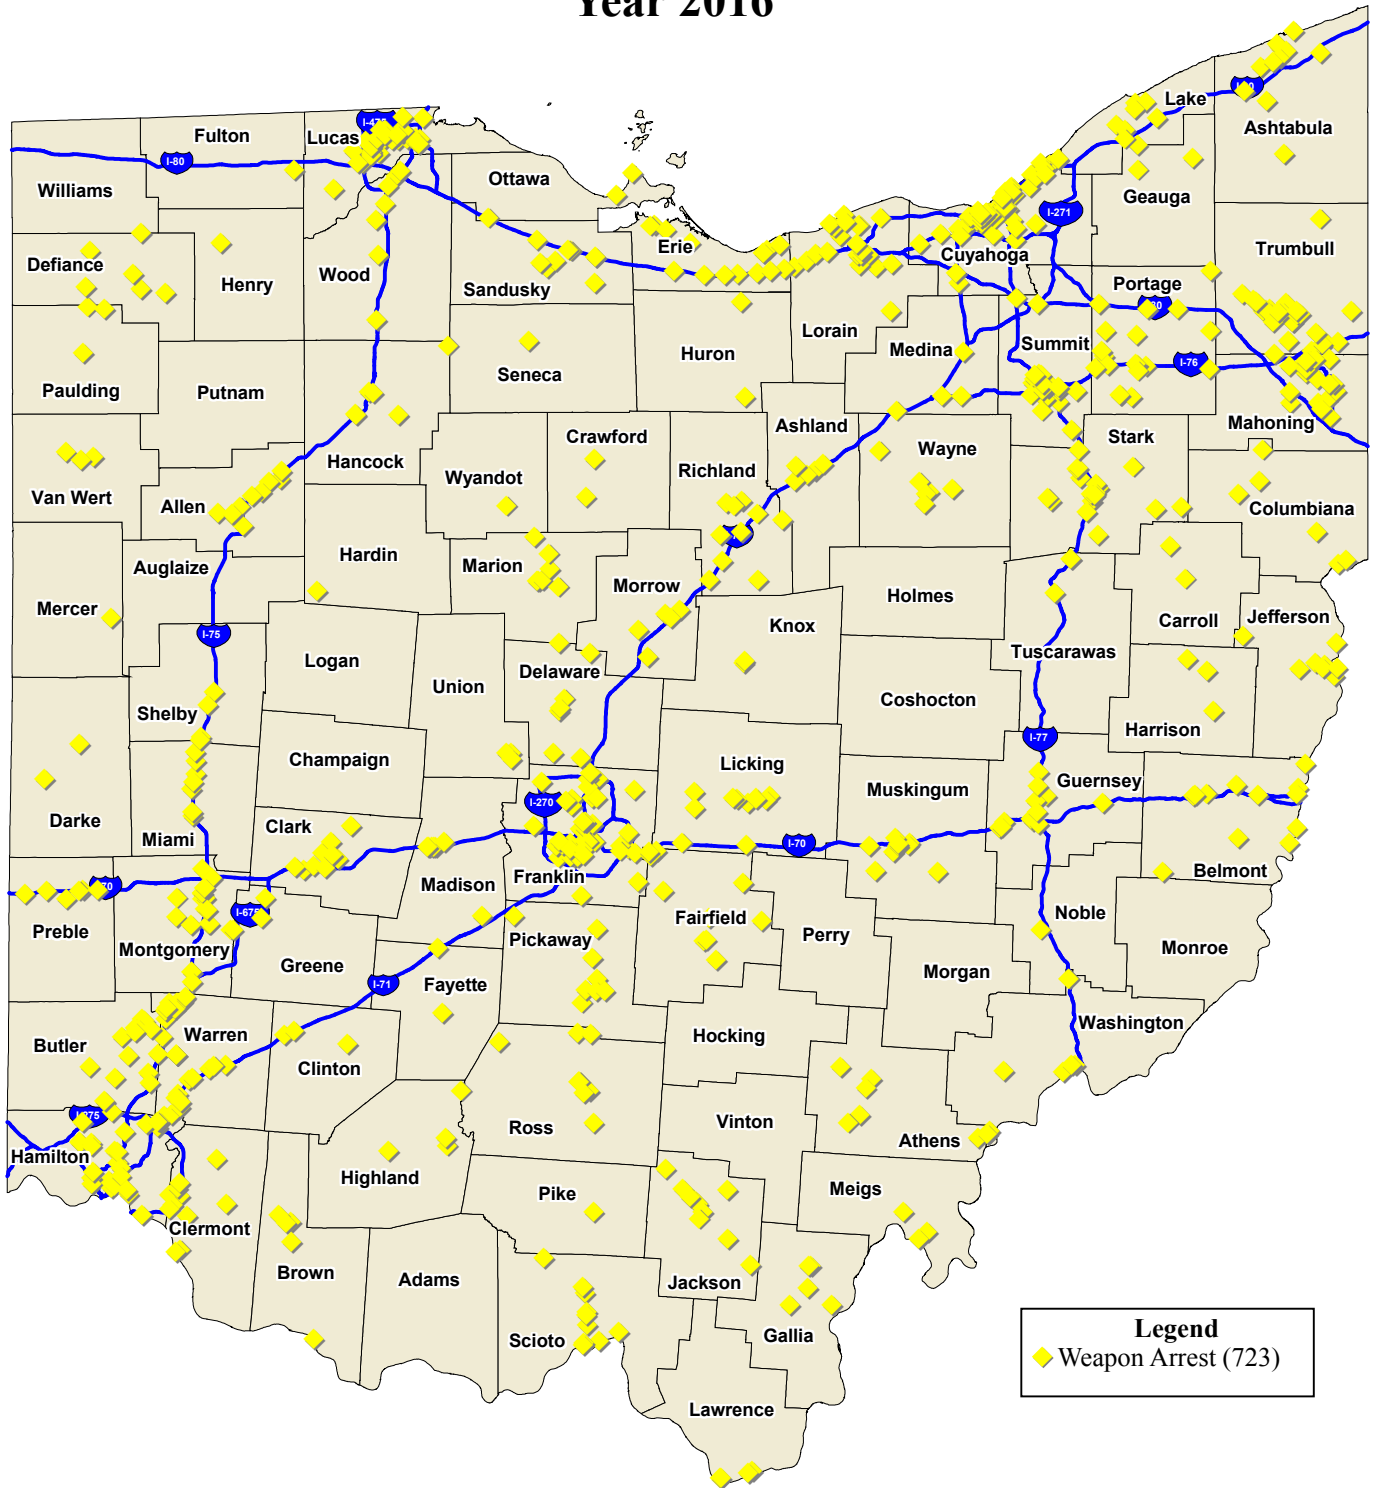 Year 2016
Lake
Ashtabula
Fulton
Lucas
I-80
Williams
Ottawa
Geauga
I-271
Trumbull
Defiance
Henry
Wood
Erie
Cuyahoga
Sandusky
Portage
Lorain
Medina
Summit
Huron
I-76
Seneca
Paulding
Putnam
Mahoning
Ashland
Stark
Crawford
Wayne
Hancock
Wyandot
Richland
Van Wert
Allen
Columbiana
Hardin
Marion
Auglaize
Morrow
Holmes
Mercer
Carroll
Jefferson
Knox
I-75
Logan
Tuscarawas
Delaware
Union
Coshocton
Shelby
Harrison
I-77
Champaign
Licking
Guernsey
Muskingum
I-270
Darke
Clark
Miami
I-70
Belmont
Franklin
Madison
I-675
Fairfield
Noble
Preble
Perry
Pickaway
Montgomery
Monroe
Greene
Morgan
I-71
Fayette
Washington
Warren
Hocking
Butler
Clinton
Vinton
Ross
Athens
Hamilton
Highland
Meigs
Pike
Clermont
Brown
Adams
Jackson
Legend
Gallia
Scioto
Weapon Arrest (723)
Lawrence